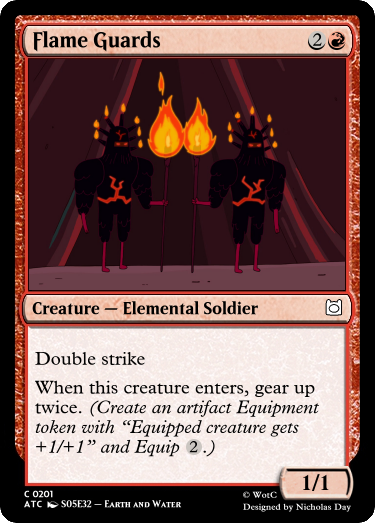 Flame Guards 2
Creature — Elemental Soldier
Double strike
When this creature enters, gear up
twice. (Create an artifact Equipment
token with “Equipped creature gets
+1/+1” and Equip 2.)
1/1
C 0201
ATC S05E32 – Earth and Water
© WotC
Designed by Nicholas Day